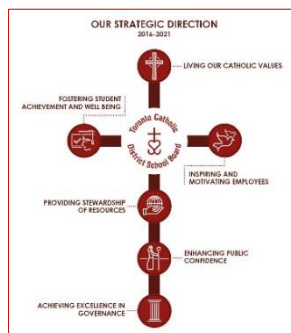 OUR STRATEGIC DIRECTION
2016-2021
LIVING OUR CATHOLIC VALUES
FOSTERING STUDENT
ACHIEVEMENT AND WELL BEING
Toronto Catholic
District School Board
INSPIRING AND
MOTIVATING EMPLOYEES
PROVIDING STEWARDSHIP
OF RESOURCES
ENHANCING PUBLIC
CONFIDENCE
ACHIEVING EXCELLENCE IN
GOVERNANCE